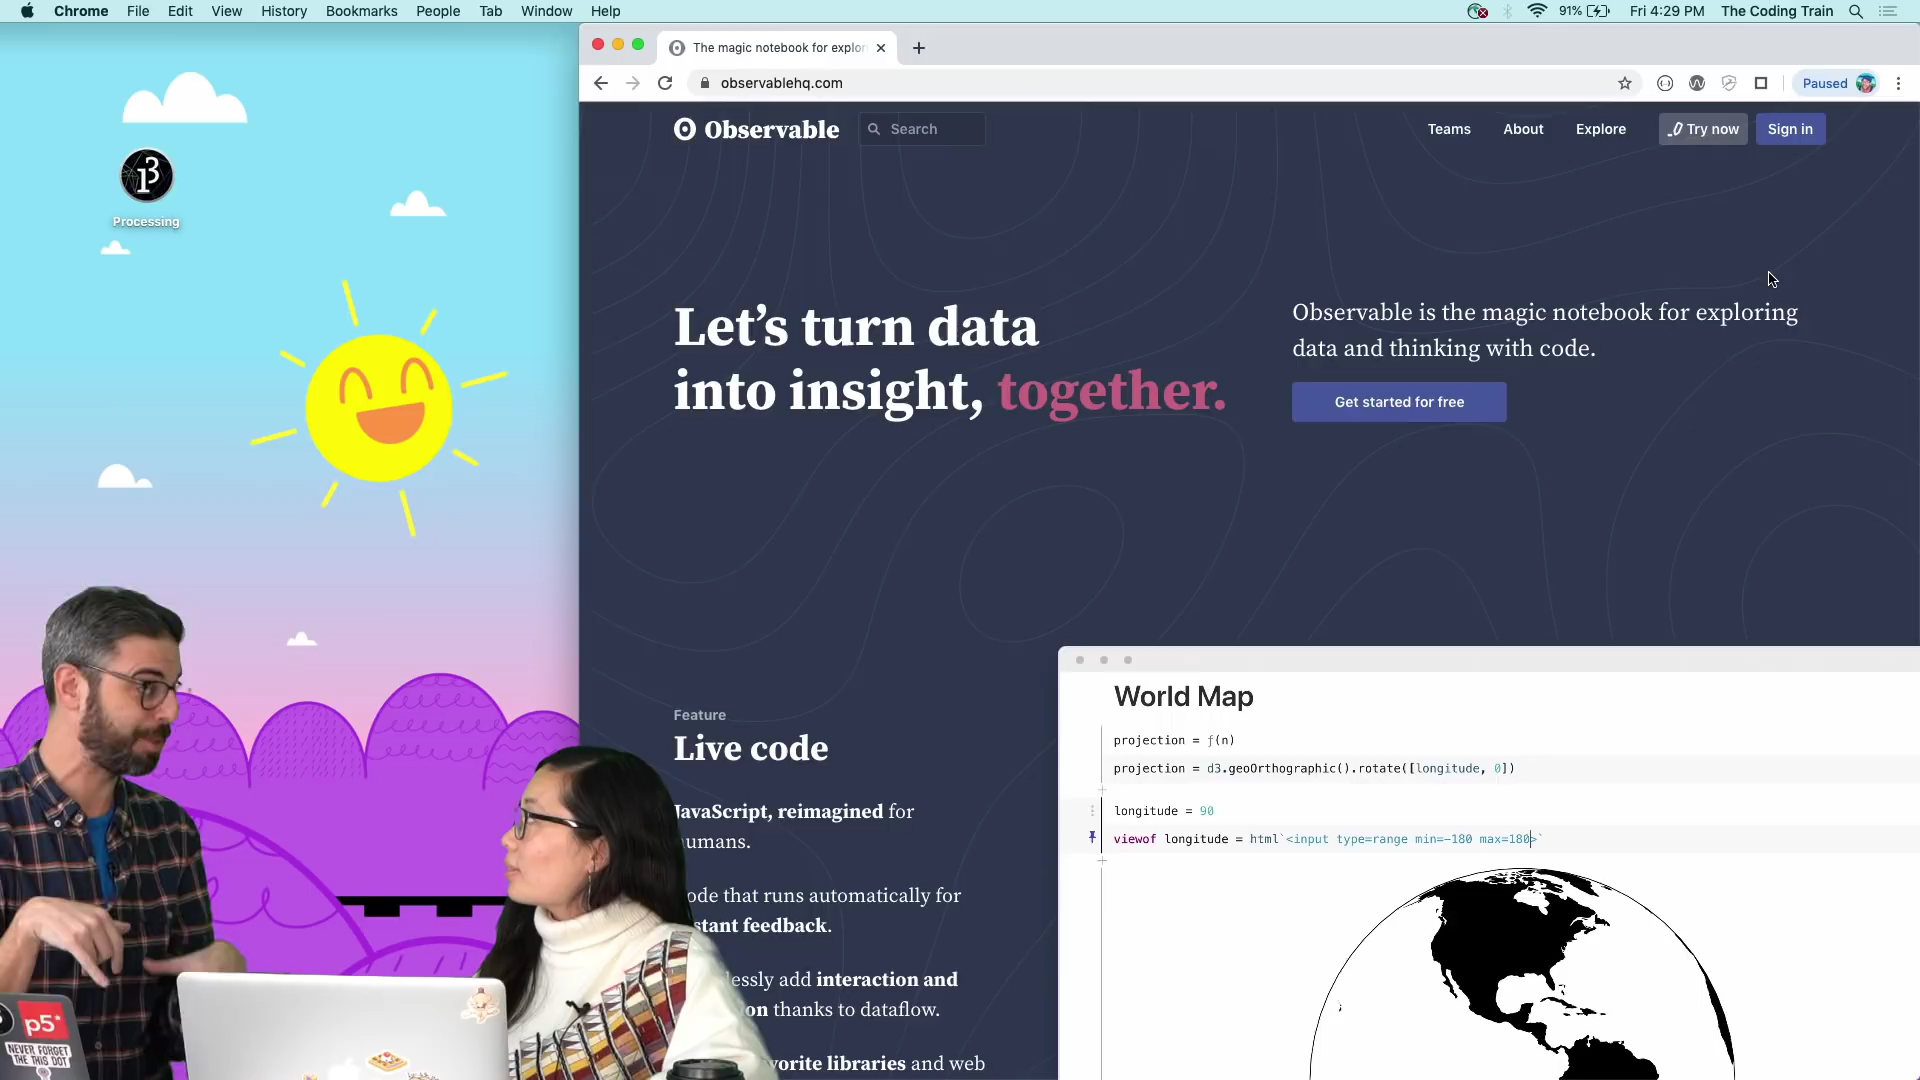 Chrome File Edit View History Bookmarks People Tab Window Help
91% Fri 4:29 PM The Coding Train
The magic notebook for explor
observablehq.com
Paused
Observable
Search
Teams About Explore Try now Sign in
Processing
Let's turn data
into insight, together.
Observable is the magic notebook for exploring
data and thinking with code.
Get started for free
Feature
Live code
JavaScript, reimagined for
umans.
ode that runs automatically for
stant feedback.
lessly add interaction and
on thanks to dataflow.
vorite libraries and web
World Map
projection = ƒ(n)
projection = d3.geoOrthographic().rotate([longitude, 0])
longitude = 90
viewof longitude = html`<input type=range min=−180 max=180>`
p5*
NEVER FORGET
THE THIS DOT